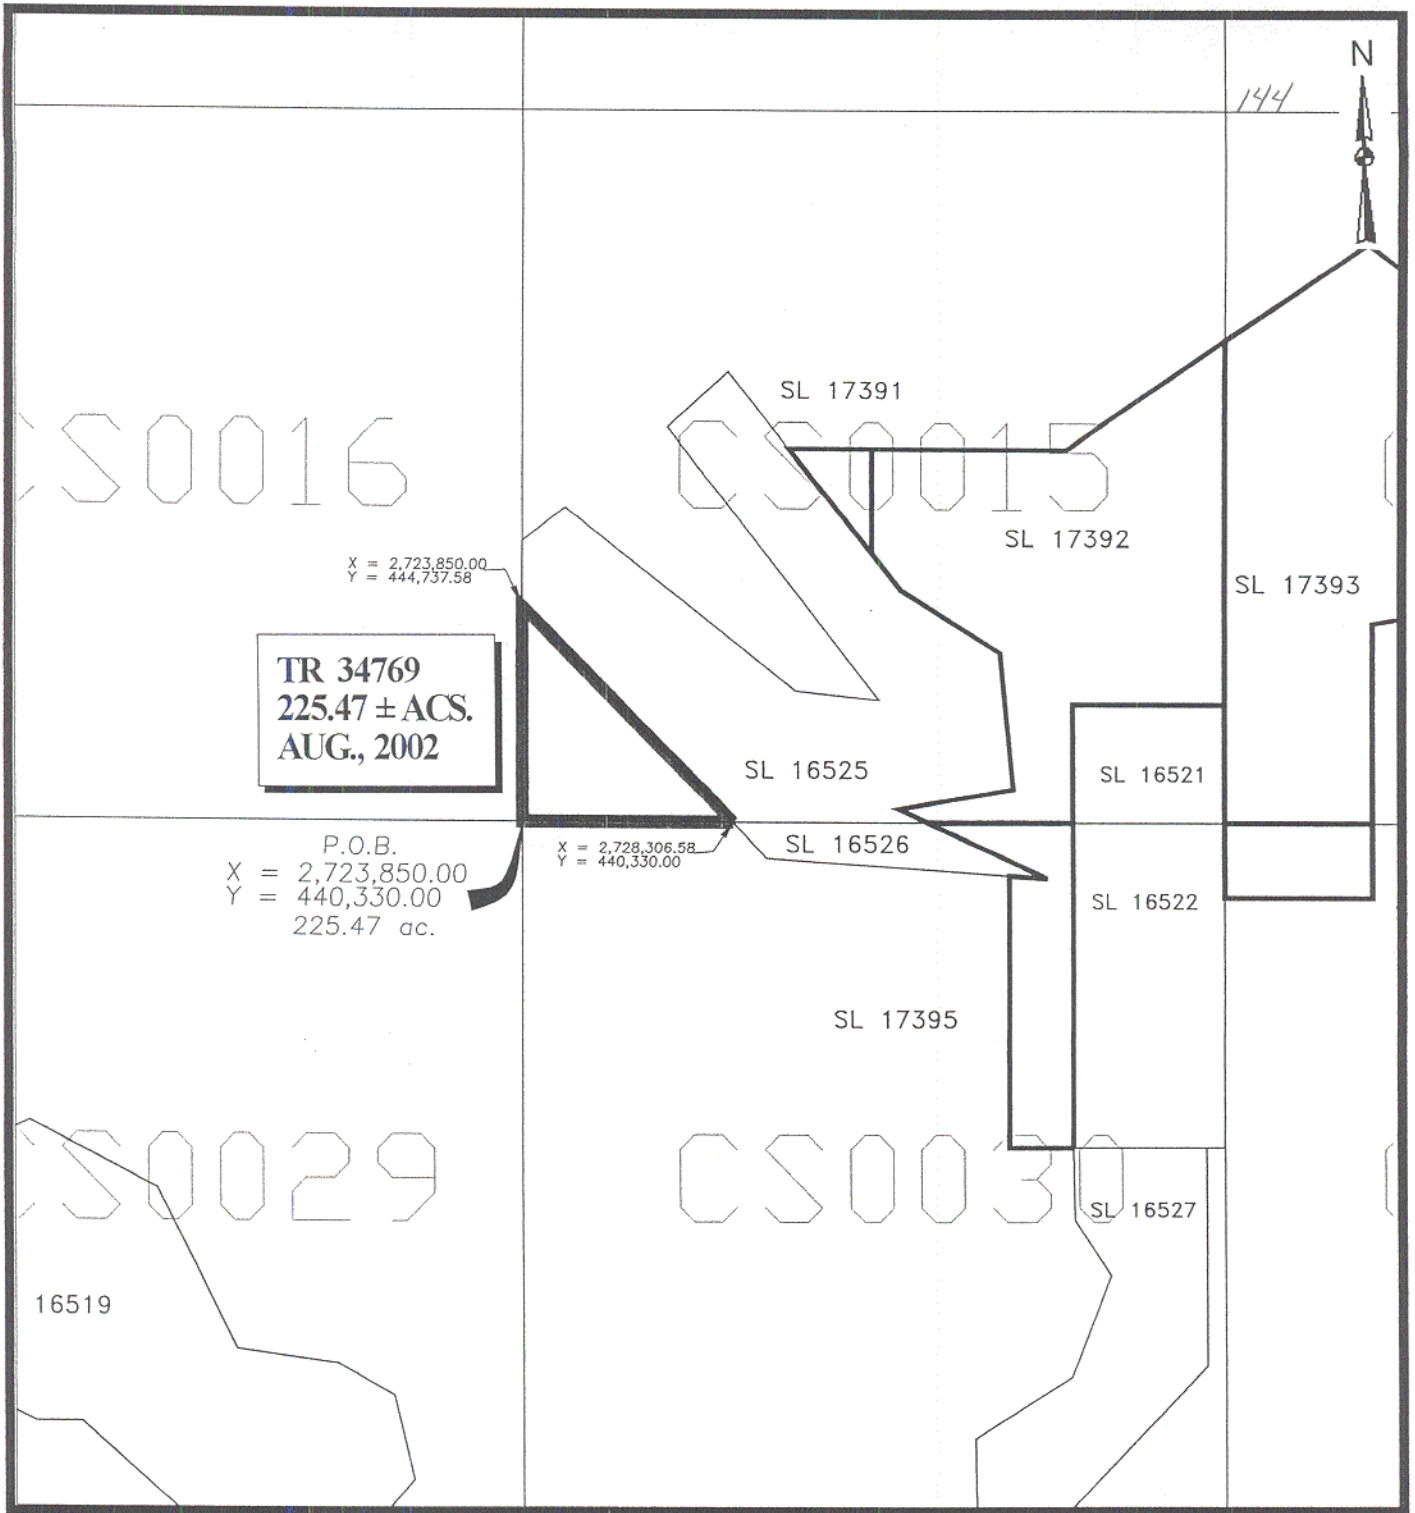 N
144
SL 17391
CS0016
CS0015
SL 17392
X = 2,723,850.00
Y = 444,737.58
SL 17393
TR 34769
225.47 ± ACS.
AUG., 2002
SL 16525
SL 16521
P.O.B.
X = 2,723,850.00
Y = 440,330.00
225.47 ac.
X = 2,728,306.58
Y = 440,330.00
SL 16526
SL 16522
SL 17395
CS0029
CS0030
SL 16527
16519